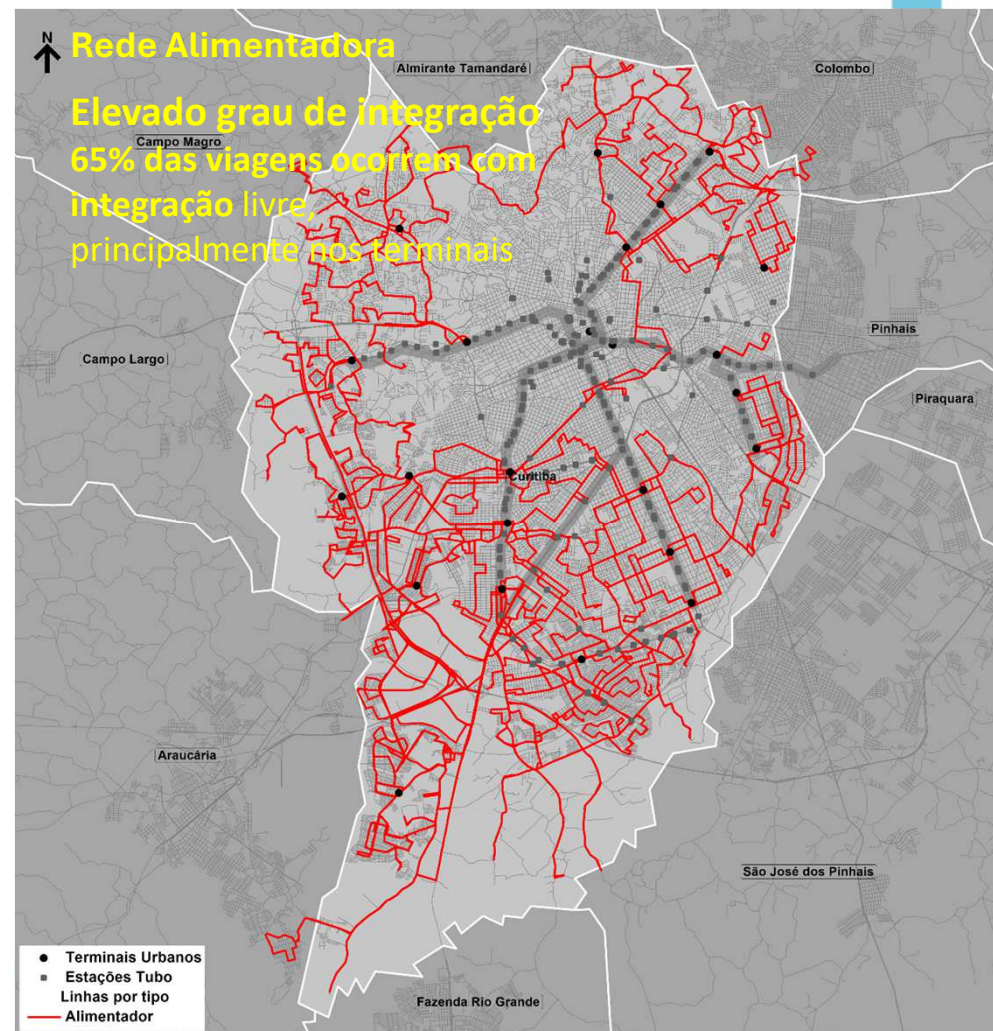 N
Rede Alimentadora
Almirante Tamandaré
Colombo
Elevado grau de integração
Campo Magro
65% das viagens ocorrem com
integração livre,
principalmente nos terminais
Pinhais
Campo Largo
Piraquara
Curitiba
Araucária
São José dos Pinhais
Terminais Urbanos
Estações Tubo
Linhas por tipo
Alimentador
Fazenda Rio Grande